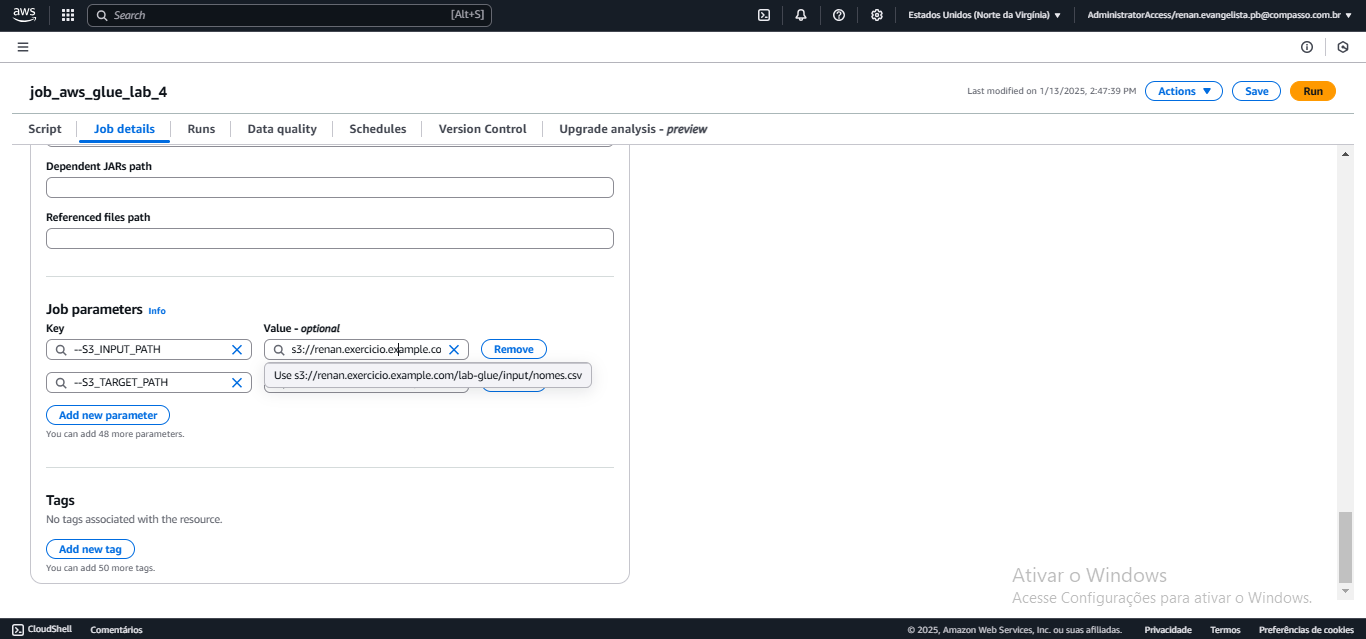 aws
Search [Alt+S]
Estados Unidos (Norte da Virgínia) ▼
AdministratorAccess/renan.evangelista.pb@compasso.com.br ▼
job_aws_glue_lab_4
Last modified on 1/13/2025, 2:47:39 PM
Actions ▼
Save
Run
Script
Job details
Runs
Data quality
Schedules
Version Control
Upgrade analysis - preview
Dependent JARs path
Referenced files path
Job parameters Info
Key
Value - optional
--S3_INPUT_PATH
s3://renan.exercicio.example.co
Remove
Use s3://renan.exercicio.example.com/lab-glue/input/nomes.csv
--S3_TARGET_PATH
Add new parameter
You can add 48 more parameters.
Tags
No tags associated with the resource.
Add new tag
You can add 50 more tags.
Ativar o Windows
Acesse Configurações para ativar o Windows.
CloudShell
Comentários
© 2025, Amazon Web Services, Inc. ou suas afiliadas.
Privacidade
Termos
Preferências de cookies